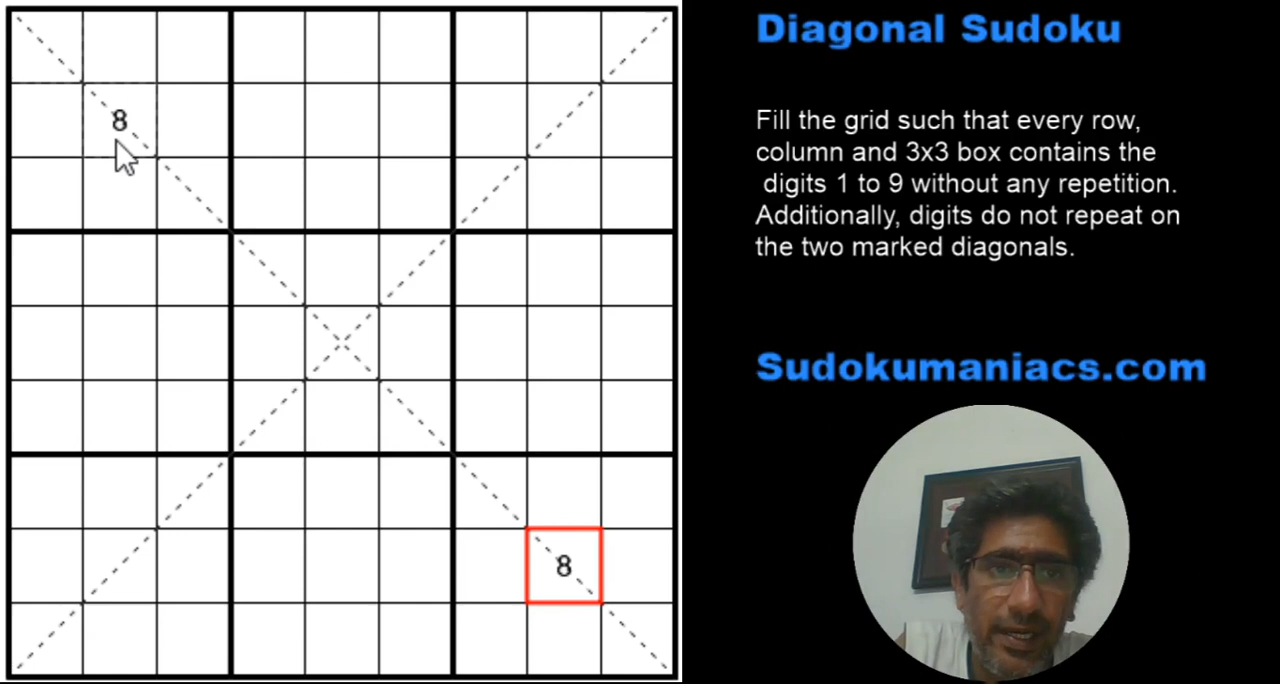 Diagonal Sudoku
8
Fill the grid such that every row,
column and 3x3 box contains the
digits 1 to 9 without any repetition.
Additionally, digits do not repeat on
the two marked diagonals.
Sudokumaniacs.com
8